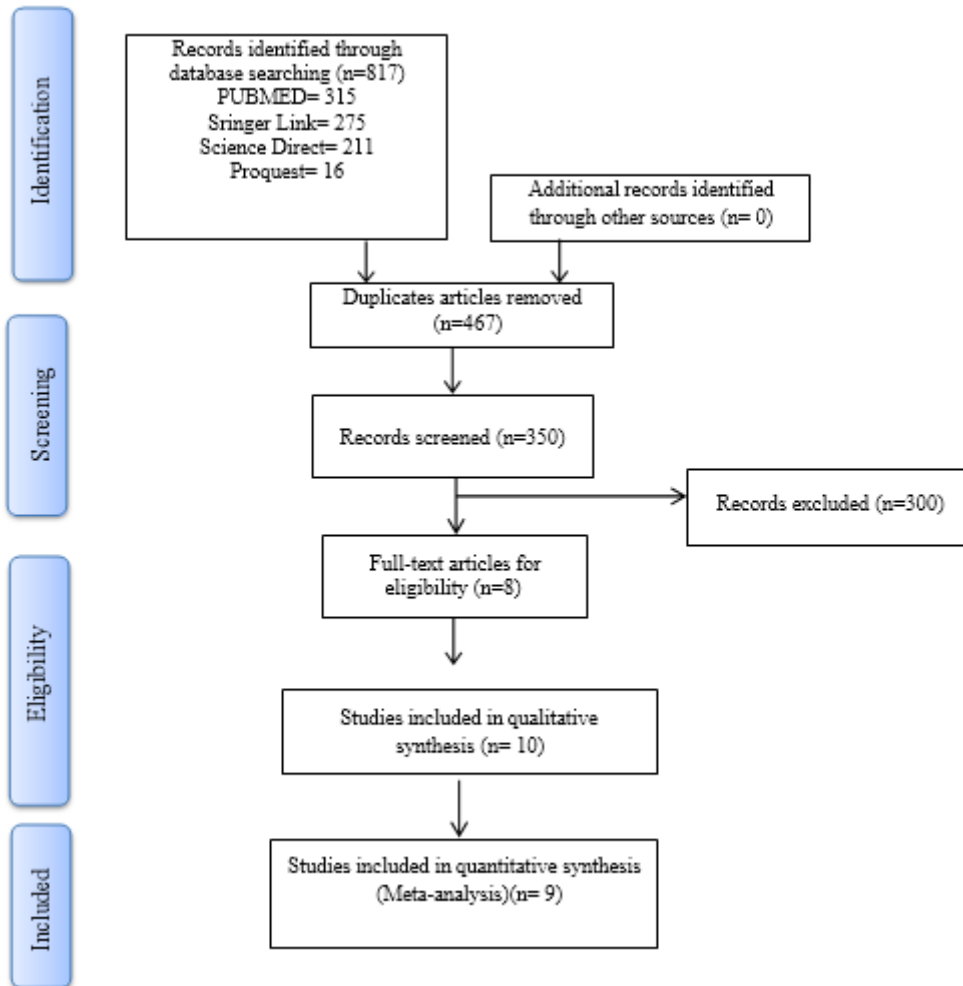 Identification
Records identified through
database searching (n=817)
PUBMED= 315
Sringer Link= 275
Science Direct= 211
Proquest= 16
Additional records identified
through other sources (n= 0)
Duplicates articles removed
(n=467)
Screening
Records screened (n=350)
Records excluded (n=300)
Eligibility
Full-text articles for
eligibility (n=8)
Studies included in qualitative
synthesis (n= 10)
Included
Studies included in quantitative synthesis
(Meta-analysis)(n= 9)